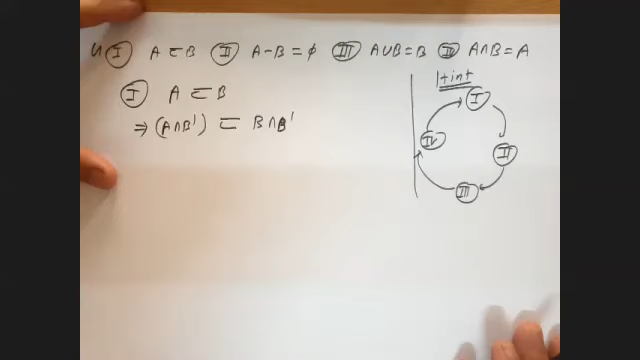 4 Ⓘ A ⊂ B Ⓘⓘ A - B = φ ⒾⒾⒾ A ∪ B = B ⒾⓋ A ∩ B = A
Ⓘ A ⊂ B
⇒ (A ∩ B') ⊂ B ∩ B'
Hint
Ⓘ
ⒾⓋ
ⒾⒾ
ⒾⒾⒾ